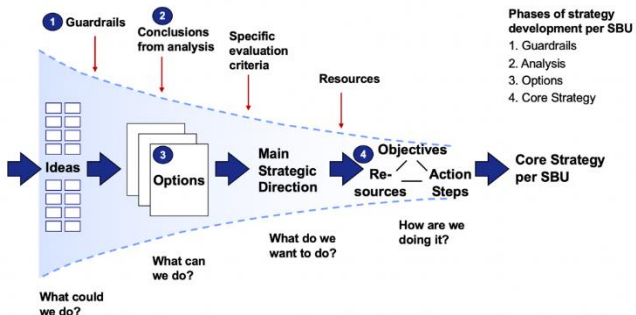 1 Guardrails
2
Conclusions
from analysis
Specific
evaluation
criteria
Resources
Phases of strategy
development per SBU
1. Guardrails
2. Analysis
3. Options
4. Core Strategy
Ideas
3
Options
Main
Strategic
Direction
4 Objectives
Re-
sources
Action
Steps
Core Strategy
per SBU
How are we
doing it?
What do we
want to do?
What can
we do?
What could
we do?